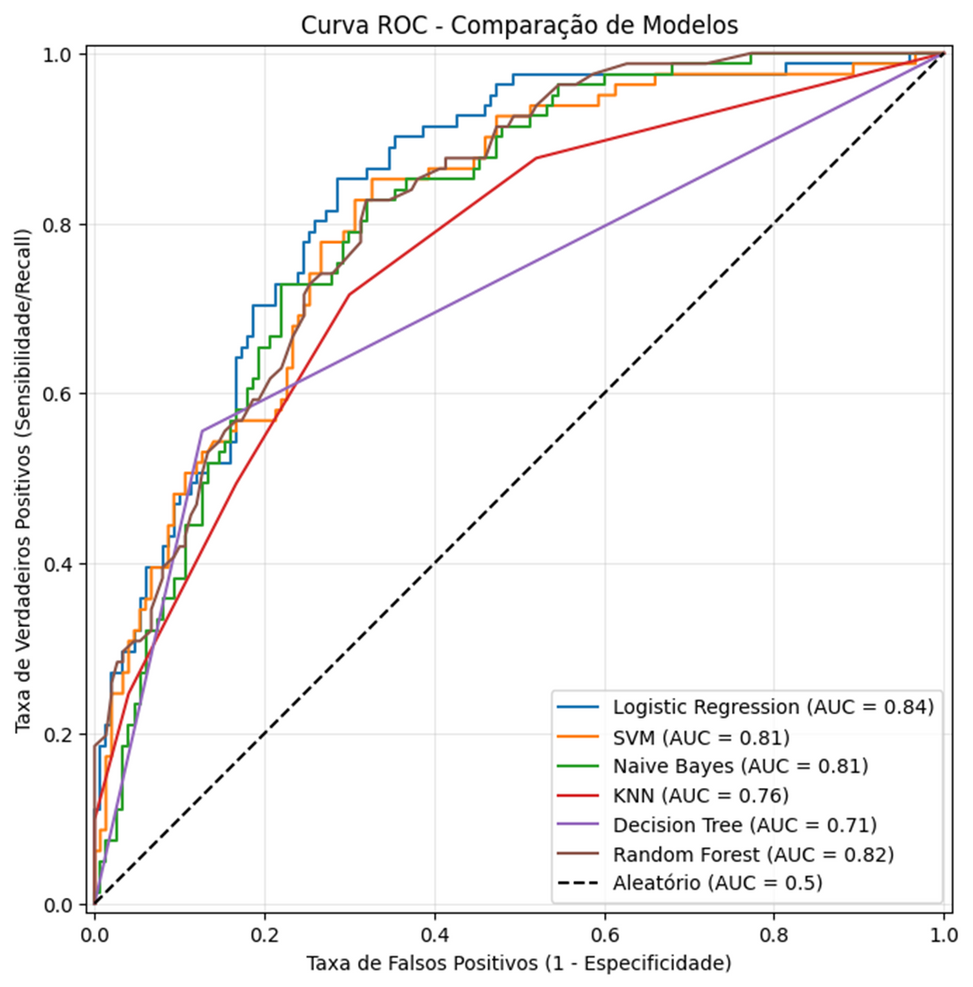 Curva ROC - Comparação de Modelos
Taxa de Verdadeiros Positivos (Sensibilidade/Recall)
1.0
0.8
0.6
0.4
0.2
0.0
Logistic Regression (AUC = 0.84)
SVM (AUC = 0.81)
Naive Bayes (AUC = 0.81)
KNN (AUC = 0.76)
Decision Tree (AUC = 0.71)
Random Forest (AUC = 0.82)
Aleatório (AUC = 0.5)
0.0 0.2 0.4 0.6 0.8 1.0
Taxa de Falsos Positivos (1 - Especificidade)